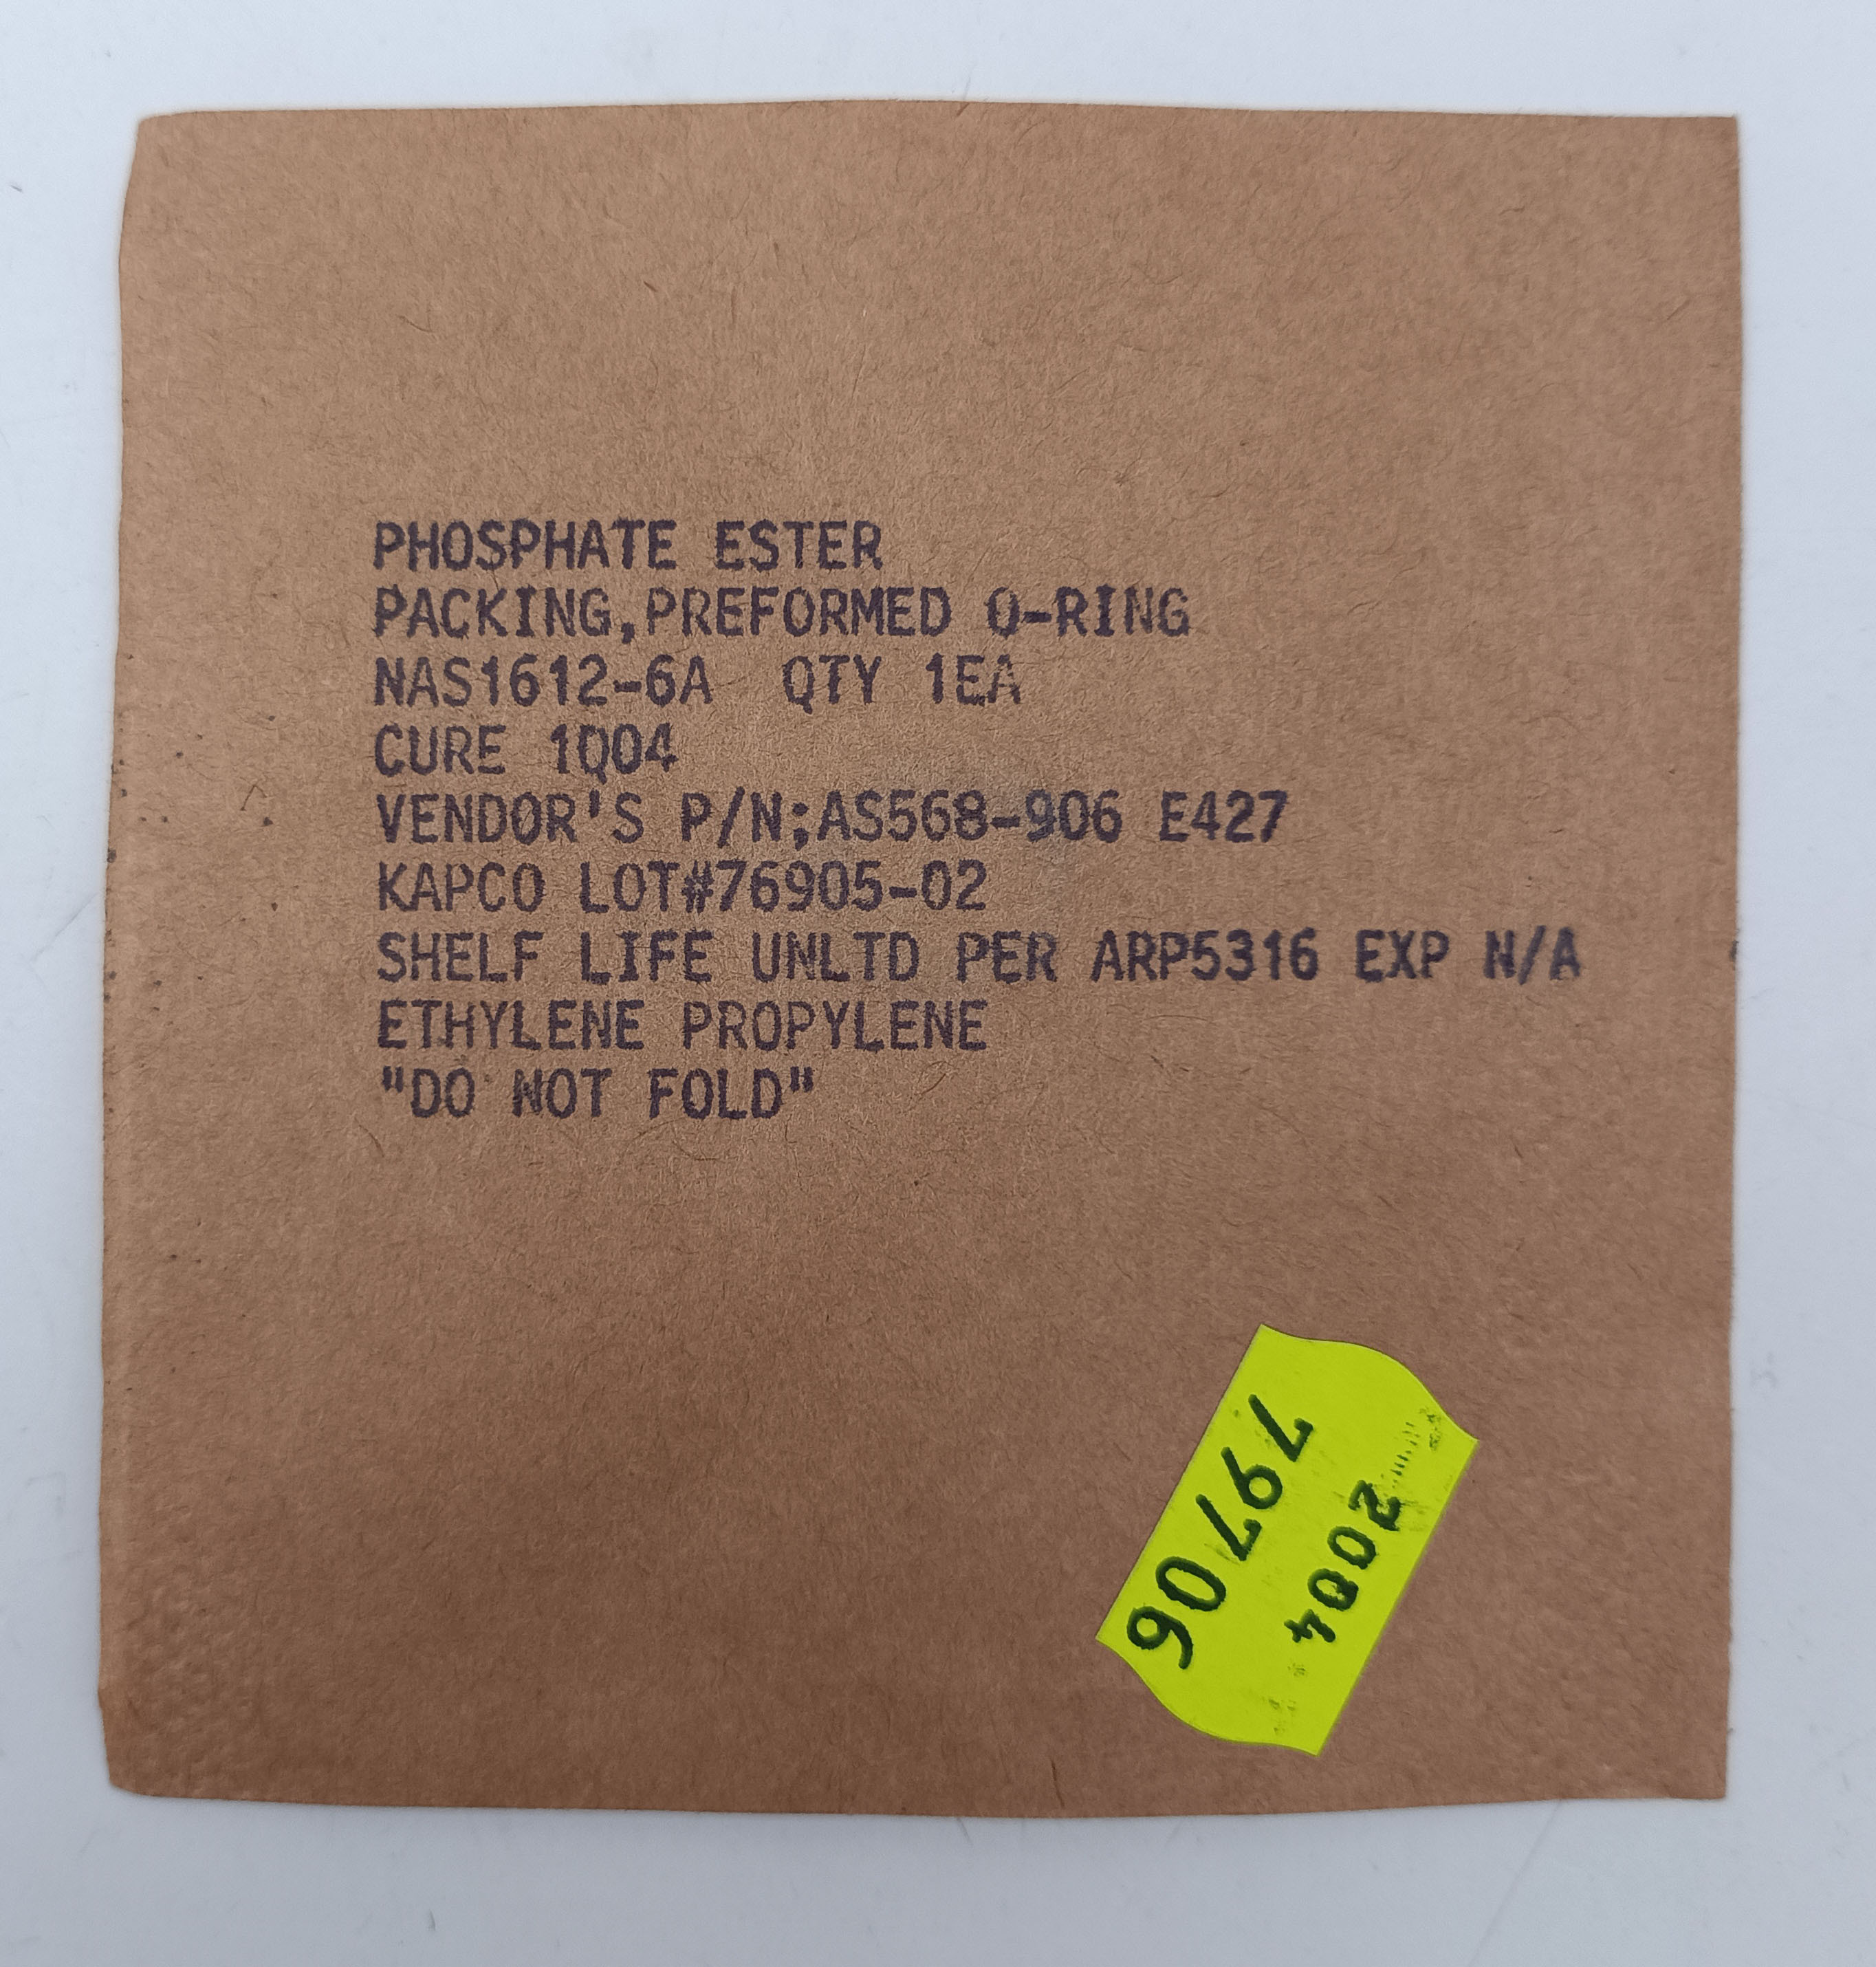 PHOSPHATE ESTER
PACKING,PREFORMED O-RING
NAS1612-6A QTY 1EA
CURE 1Q04
VENDOR'S P/N;AS568-906 E427
KAPCO LOT#76905-02
SHELF LIFE UNLTD PER ARP5316 EXP N/A
ETHYLENE PROPYLENE
"DO NOT FOLD"
2004
79706